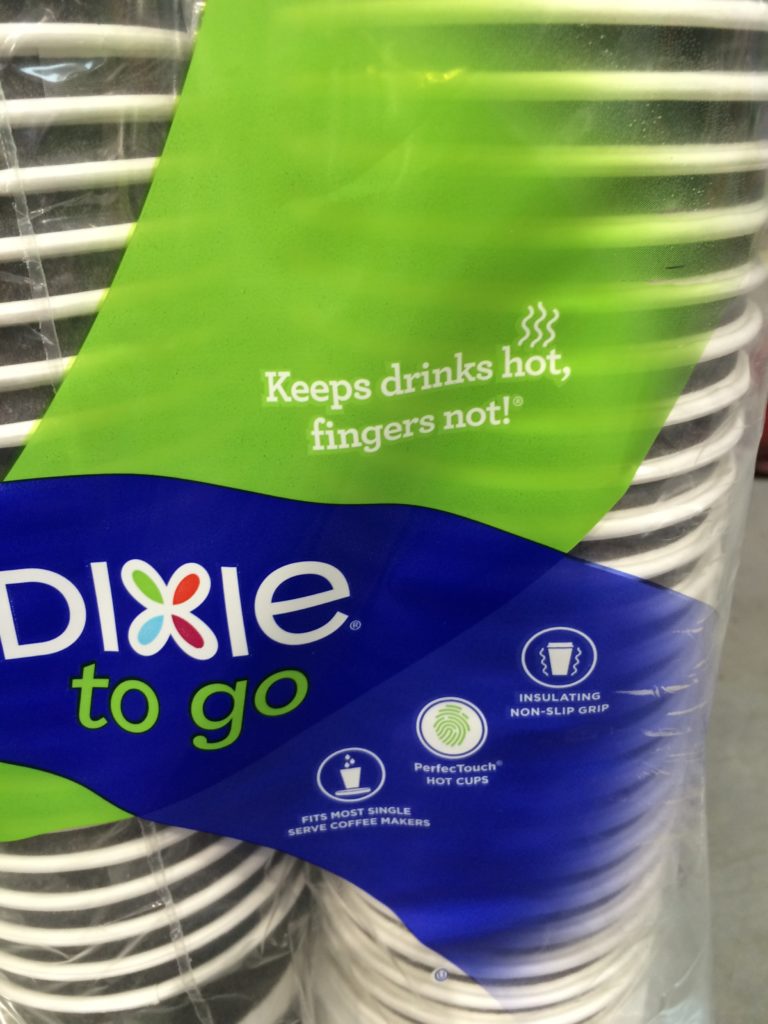 Keeps drinks hot,
fingers not!®
DIXIE®
to go
INSULATING
NON-SLIP GRIP
PerfecTouch®
HOT CUPS
FITS MOST SINGLE
SERVE COFFEE MAKERS